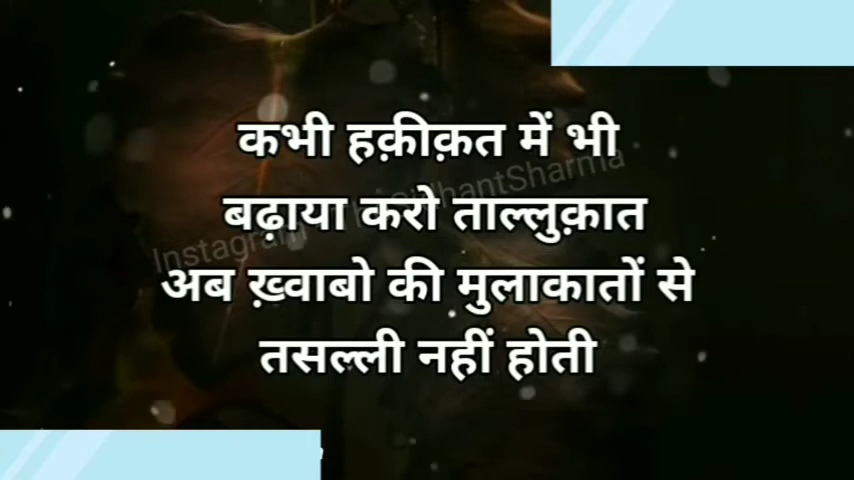 कभी हक़ीक़त में भी
बढ़ाया करो ताल्लुक़ात
अब ख़्वाबो की मुलाकातों से
तसल्ली नहीं होती
Instagram